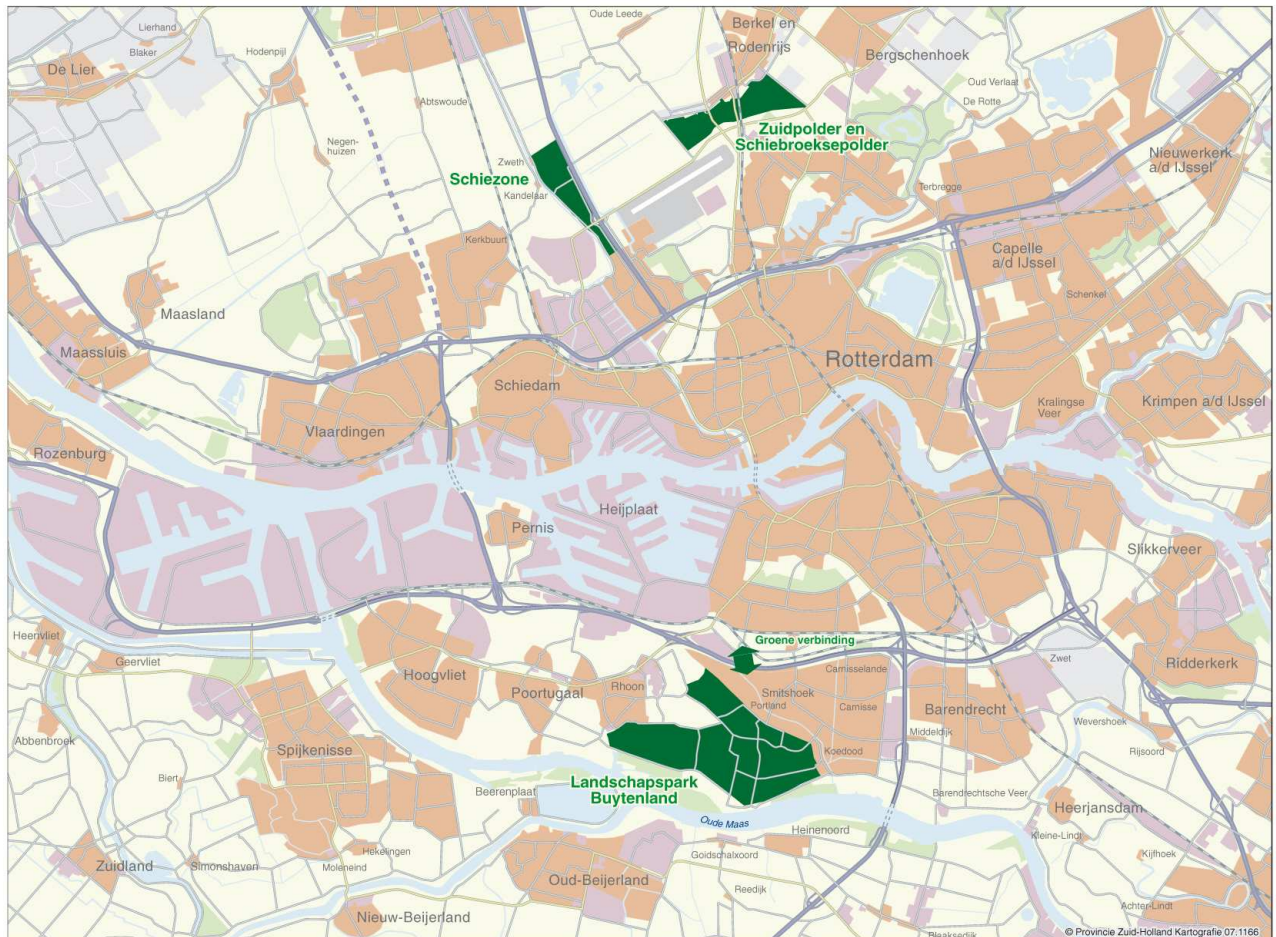 Oude Leede
Berkel en
Rodenrijs
Lierhand
Blaker
Hodenpijl
De Lier
Bergschenhoek
Oud Verlaat
De Rotte
Abtswoude
Negen-
huizen
Zuidpolder en
Schiebroeksepolder
Nieuwerkerk
a/d IJssel
Zweth
Schiezone
Kandelaar
Terbregge
Kerkbuurt
Capelle
a/d IJssel
Schenkel
Maasland
Maassluis
Rotterdam
Schiedam
Kralingse
Veer
Krimpen a/d IJssel
Vlaardingen
Rozenburg
Heijplaat
Pernis
Slikkerveer
Heenvliet
Geervliet
Groene verbinding
Zwet
Ridderkerk
Hoogvliet
Poortugaal
Rhoon
Smitshoek
Portland
Carnisselande
Carnisse
Barendrecht
Middeldijk
Wevershoek
Rijsoord
Abbenbroek
Spijkenisse
Koedood
Biert
Landschapspark
Buytenland
Beerenplaat
Barendrechtsche Veer
Heerjansdam
Oude Maas
Heinenoord
Kleine-Lindt
Kijfhoek
Zuidland
Simonshaven
Hekelingen
Moleneind
Goidschalxoord
Oud-Beijerland
Reedijk
Nieuw-Beijerland
Achter-Lindt
Blaaksedijk
© Provincie Zuid-Holland Kartografie 07.1166